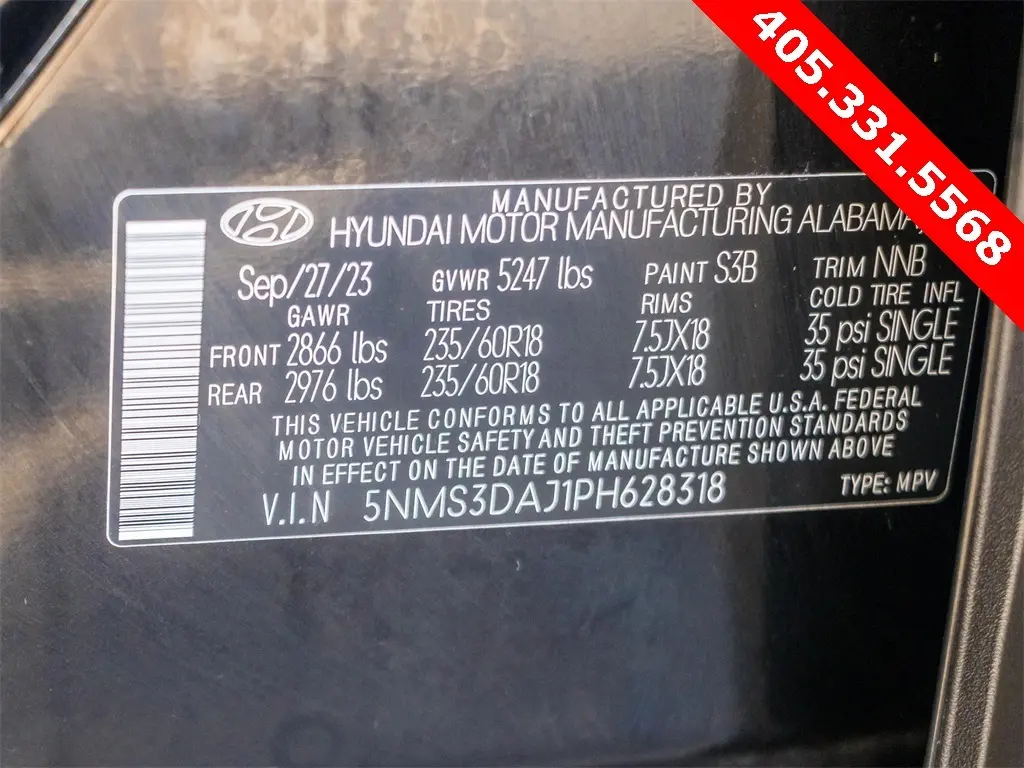 405.331.5568
MANUFACTURED BY
HYUNDAI MOTOR MANUFACTURING ALABAMA,
Sep/27/23 GVWR 5247 lbs PAINT S3B TRIM NNB
GAWR TIRES RIMS COLD TIRE INFL
FRONT 2866 lbs 235/60R18 7.5JX18 35 psi SINGLE
REAR 2976 lbs 235/60R18 7.5JX18 35 psi SINGLE
THIS VEHICLE CONFORMS TO ALL APPLICABLE U.S.A. FEDERAL
MOTOR VEHICLE SAFETY AND THEFT PREVENTION STANDARDS
IN EFFECT ON THE DATE OF MANUFACTURE SHOWN ABOVE
V.I.N 5NMS3DAJ1PH628318 TYPE: MPV